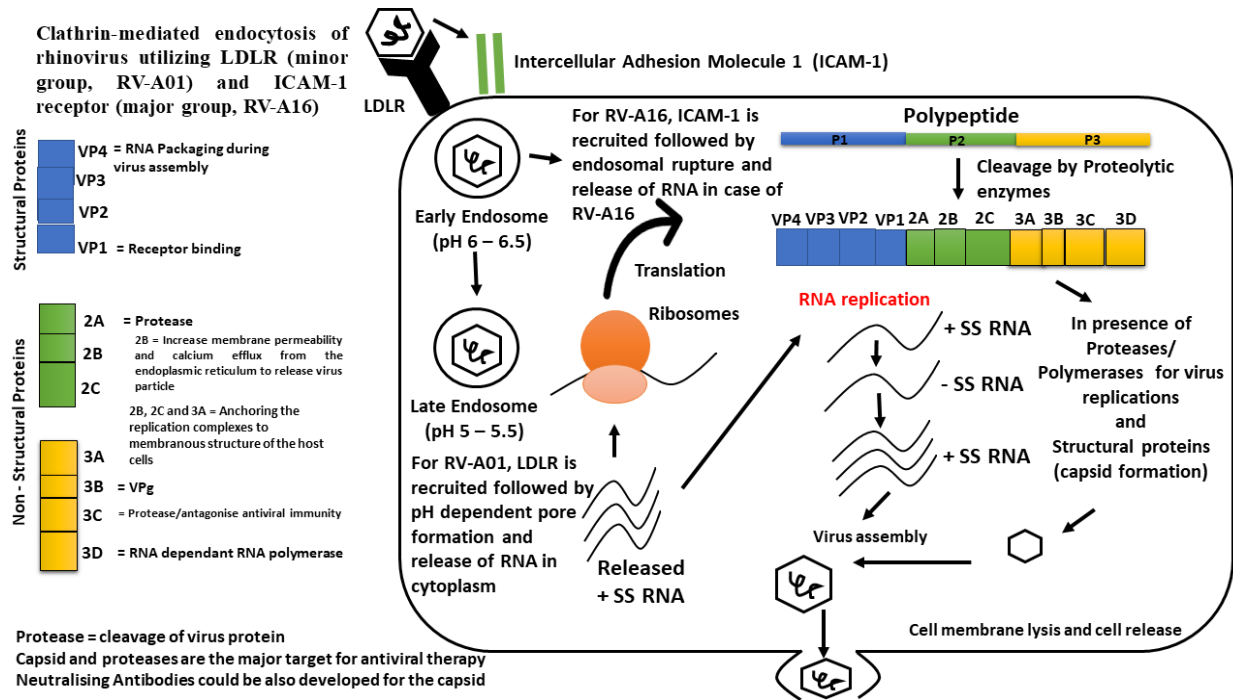 Clathrin-mediated endocytosis of
rhinovirus utilizing LDLR (minor
group, RV-A01) and ICAM-1
receptor (major group, RV-A16)
LDLR
Intercellular Adhesion Molecule 1 (ICAM-1)
Structural Proteins
VP4 = RNA Packaging during
virus assembly
VP3
VP2
VP1 = Receptor binding
Non - Structural Proteins
2A = Protease
2B
2C
2B = Increase membrane permeability
and calcium efflux from the
endoplasmic reticulum to release virus
particle
2B, 2C and 3A = Anchoring the
replication complexes to
membranous structure of the host
cells
3A
3B = VPg
3C = Protease/antagonise antiviral immunity
3D = RNA dependant RNA polymerase
Protease = cleavage of virus protein
Capsid and proteases are the major target for antiviral therapy
Neutralising Antibodies could be also developed for the capsid
Early Endosome
(pH 6 – 6.5)
For RV-A16, ICAM-1 is
recruited followed by
endosomal rupture and
release of RNA in case of
RV-A16
Late Endosome
(pH 5 – 5.5)
For RV-A01, LDLR is
recruited followed by
pH dependent pore
formation and
release of RNA in
cytoplasm
Translation
Ribosomes
Released
+ SS RNA
Polypeptide
P1 P2 P3
Cleavage by Proteolytic
enzymes
VP4 VP3 VP2 VP1 2A 2B 2C 3A 3B 3C 3D
RNA replication
+ SS RNA
- SS RNA
+ SS RNA
In presence of
Proteases/
Polymerases for virus
replications
and
Structural proteins
(capsid formation)
Virus assembly
Cell membrane lysis and cell release